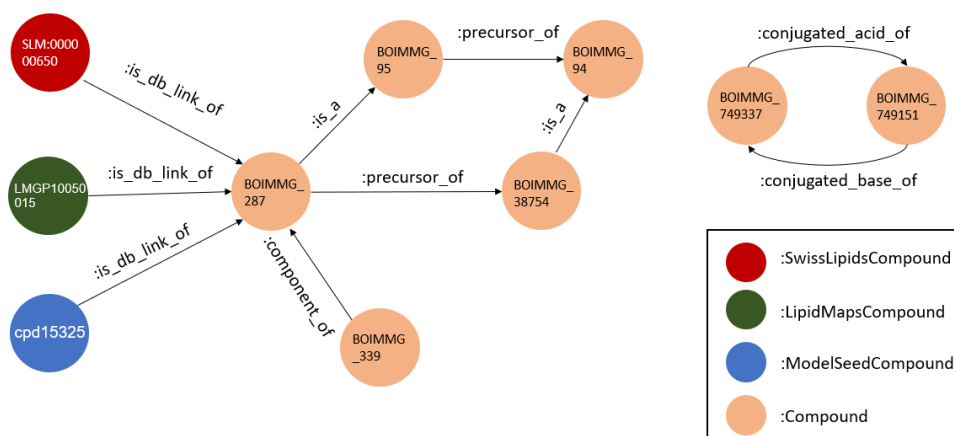 SLM:0000
00650
:is_db_link_of
LMGP10050
015
:is_db_link_of
cpd15325
:is_db_link_of
BOIMMG_
287
:is_a
BOIMMG_
95
:precursor_of
BOIMMG_
94
:is_a
:precursor_of
BOIMMG_
38754
:component_of
BOIMMG
_339
:conjugated_acid_of
BOIMMG_
749337
BOIMMG_
749151
:conjugated_base_of
:SwissLipidsCompound
:LipidMapsCompound
:ModelSeedCompound
:Compound